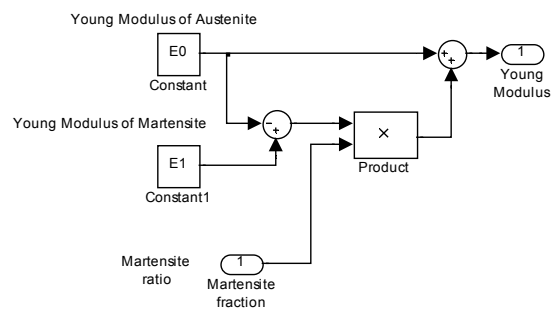 Young Modulus of Austenite
E0
Constant
1
Young
Modulus
Young Modulus of Martensite
E1
Constant1
×
Product
Martensite
ratio
1
Martensite
fraction